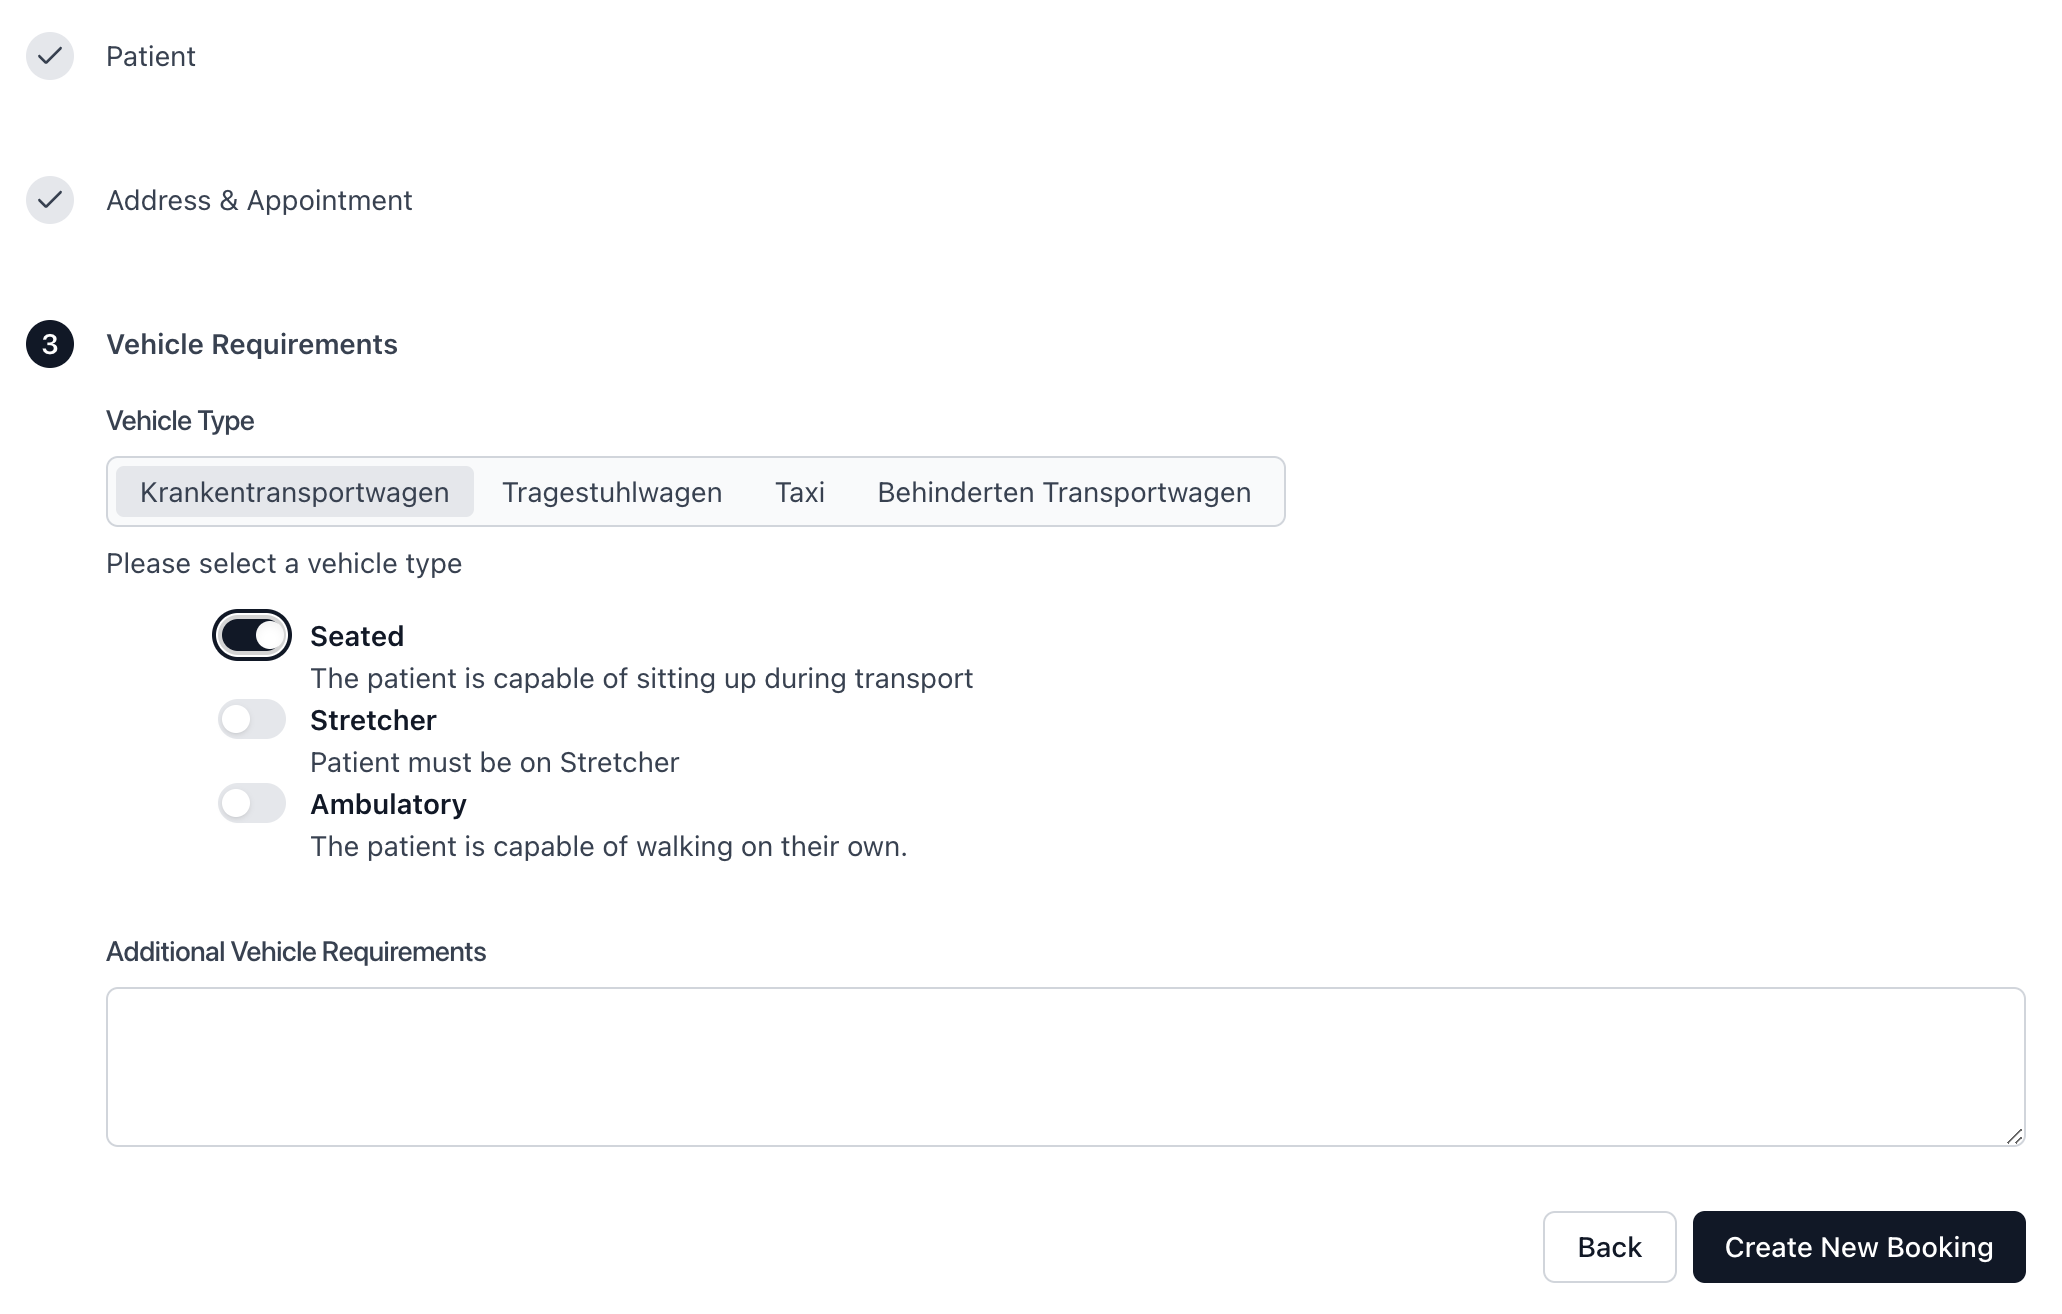 Patient
Address & Appointment
3 Vehicle Requirements
Vehicle Type
Krankentransportwagen Tragestuhlwagen Taxi Behinderten Transportwagen
Please select a vehicle type
Seated
The patient is capable of sitting up during transport
Stretcher
Patient must be on Stretcher
Ambulatory
The patient is capable of walking on their own.
Additional Vehicle Requirements
Back Create New Booking